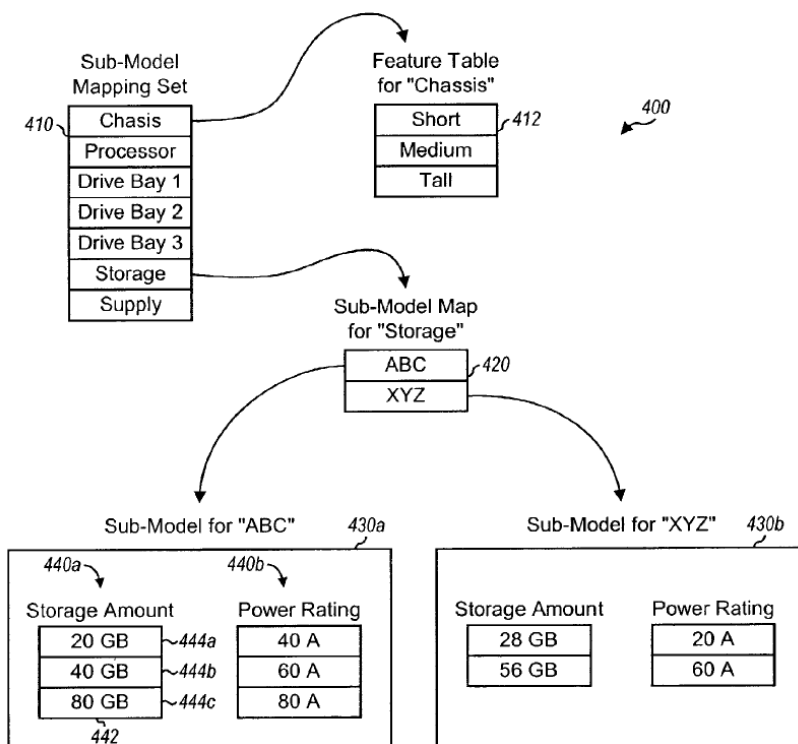 Sub-Model
Mapping Set
410
Chasis
Processor
Drive Bay 1
Drive Bay 2
Drive Bay 3
Storage
Supply
Feature Table
for "Chassis"
Short
Medium
Tall
412
400
Sub-Model Map
for "Storage"
ABC
XYZ
420
Sub-Model for "ABC"
430a
440a
440b
Storage Amount
Power Rating
20 GB
444a
40 A
40 GB
444b
60 A
80 GB
444c
80 A
442
Sub-Model for "XYZ"
430b
Storage Amount
Power Rating
28 GB
20 A
56 GB
60 A